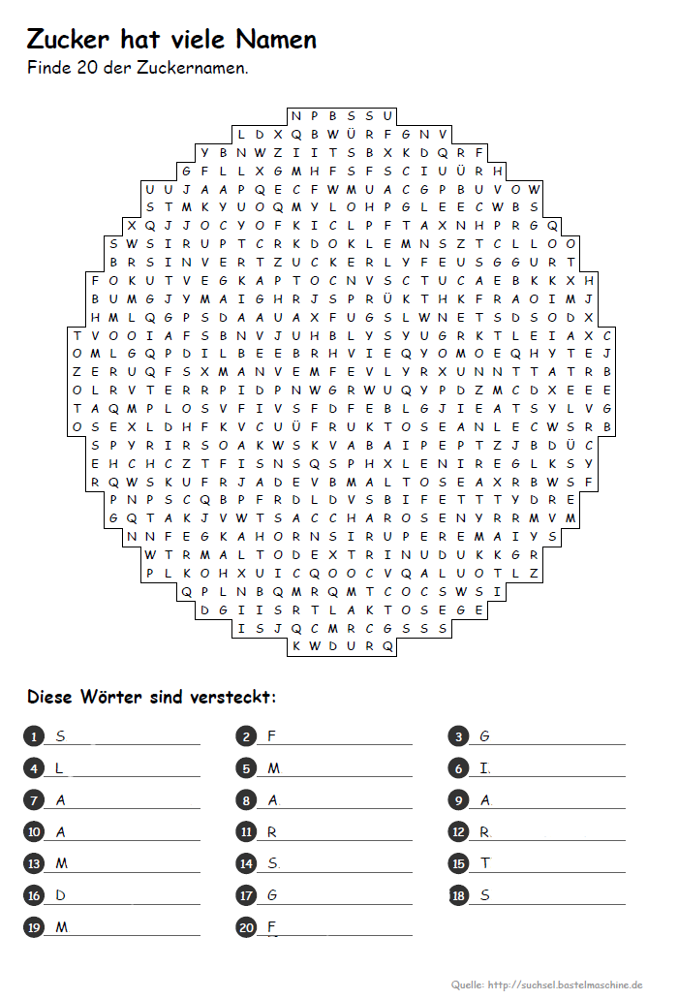 Zucker hat viele Namen
Finde 20 der Zuckernamen.
N P B S S U
L D X Q B W Ü R F G N V
Y B N W Z I I T S B X K D Q R F
G F L L X G M H F S F S C I U Ü R H
U U J A A P Q E C F W M U A C G P B U V O W
S T M K Y U O Q M Y L O H P G L E E C W B S
X Q J J O C Y O F K I C L P F T A X N H P R G Q
S W S I R U P T C R K D O K L E M N S Z T C L L O O
B R S I N V E R T Z U C K E R L Y F E U S G G U R T
F O K U T V E G K A P T O C N V S C T U C A E B K K X H
B U M G J Y M A I G H R J S P R Ü K T H K F R A O I M J
H M L Q G P S D A A U A X F U G S L W N E T S D S O D X
T V O O I A F S B N V J U H B L Y S Y U G R K T L E I A X C
O M L G Q P D I L B E E B R H V I E Q Y O M O E Q H Y T E J
Z E R U Q F S X M A N V E M F E V L Y R X U N N T T A T R B
O L R V T E R R P I D P N W G R W U Q Y P D Z M C D X E E E
T A Q M P L O S V F I V S F D F E B L G J I E A T S Y L V G
O S E X L D H F K V C U Ü F R U K T O S E A N L E C W S R B
S P Y R I R S O A K W S K V A B A I P E P T Z J B D Ü C
E H C H C Z T F I S N S Q S P H X L E N I R E G L K S Y
R Q W S K U F R J A D E V B M A L T O S E A X R B W S F
P N P S C Q B P F R D L D V S B I F E T T T Y D R E
G Q T A K J V W T S A C C H A R O S E N Y R R M V M
N N F E G K A H O R N S I R U P E R E M A I Y S
W T R M A L T O D E X T R I N U D U K K G R
P L K O H X U I C Q O O C V Q A L U O T L Z
Q P L N B Q M R Q M T C O C S W S I
D G I I S R T L A K T O S E G E
I S J Q C M R C G S S S
K W D U R Q
Diese Wörter sind versteckt:
1 S 2 F 3 G
4 L 5 M 6 I
7 A 8 A 9 A
10 A 11 R 12 R
13 M 14 S 15 T
16 D 17 G 18 S
19 M 20 F
Quelle: http://suchsel.bastelmaschine.de